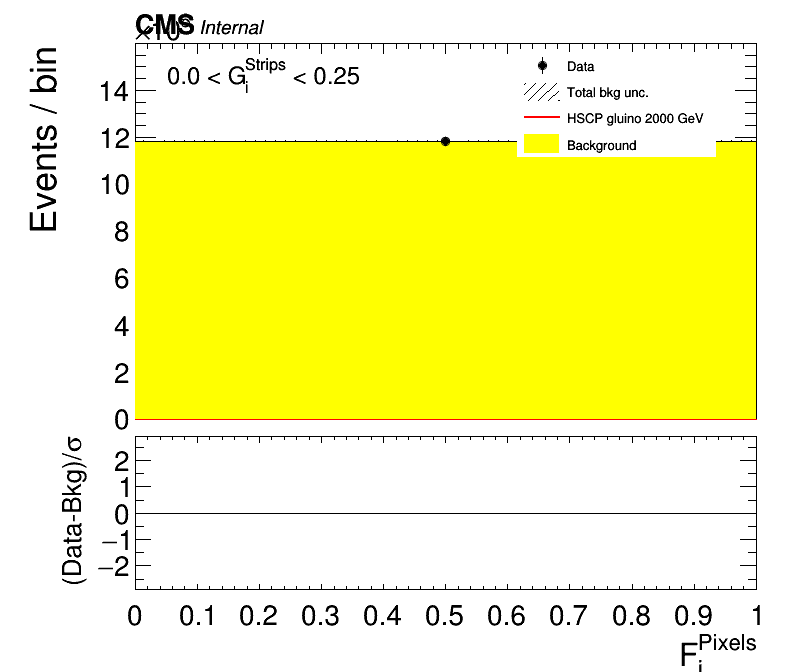 CMS Internal
0.0 < G_i^Strips < 0.25
Data
Total bkg unc.
HSCP gluino 2000 GeV
Background
Events / bin
14
12
10
8
6
4
2
0
(Data-Bkg)/σ
2
1
0
−1
−2
0 0.1 0.2 0.3 0.4 0.5 0.6 0.7 0.8 0.9 1
F_i^Pixels